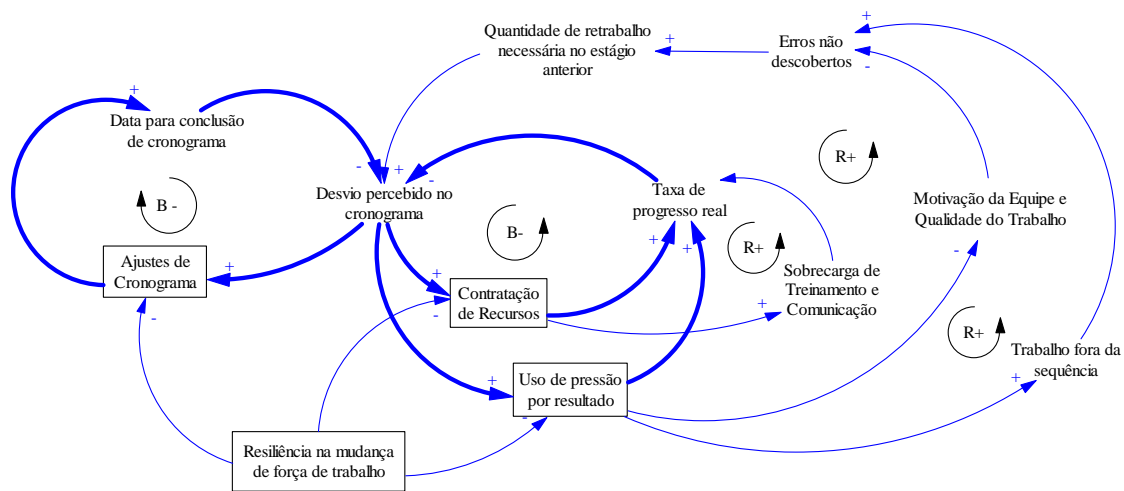 Quantidade de retrabalho
necessária no estágio
anterior
Erros não
descobertos
+
+
+
-
+
Data para conclusão
de cronograma
-
+
-
Desvio percebido no
cronograma
Taxa de
progresso real
Motivação da Equipe e
Qualidade do Trabalho
R+
B -
B-
R+
+
+
-
Ajustes de
Cronograma
+
+
-
Contratação
de Recursos
-
Sobrecarga de
Treinamento e
Comunicação
+
R+
Trabalho fora da
sequência
+
Uso de pressão
por resultado
+
-
Resiliência na mudança
de força de trabalho